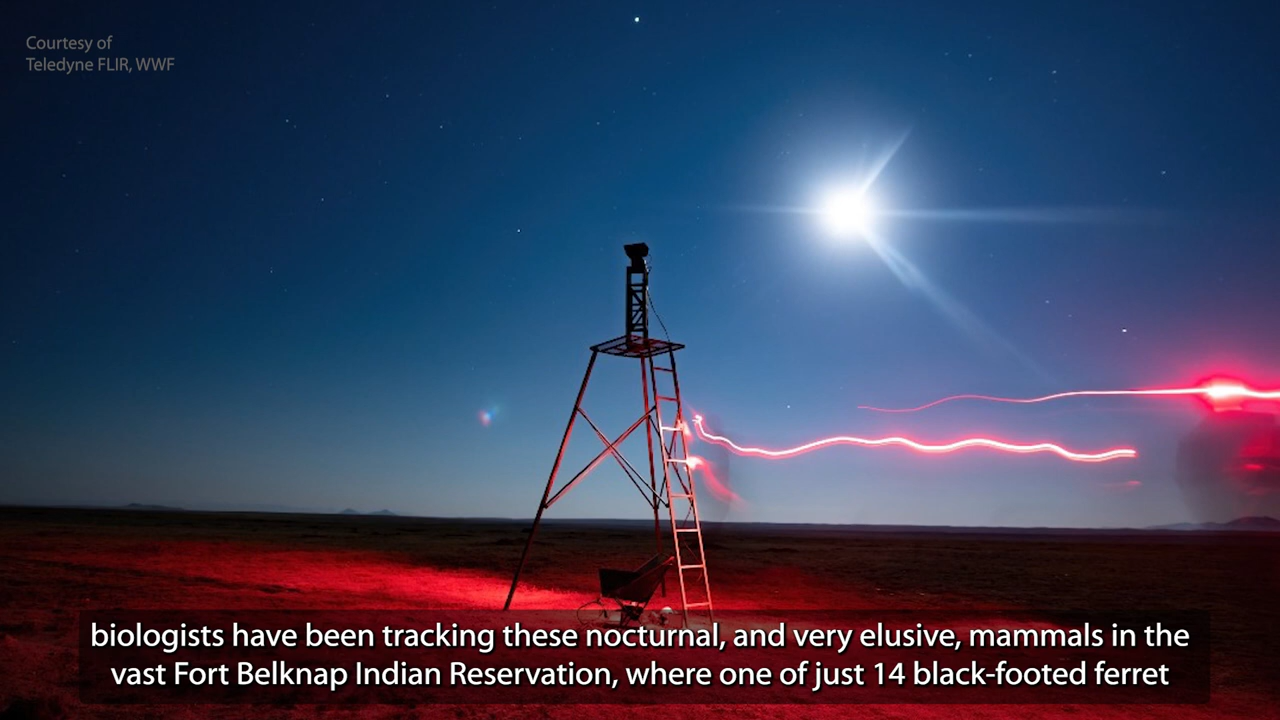 Courtesy of
Teledyne FLIR, WWF
biologists have been tracking these nocturnal, and very elusive, mammals in the
vast Fort Belknap Indian Reservation, where one of just 14 black-footed ferret